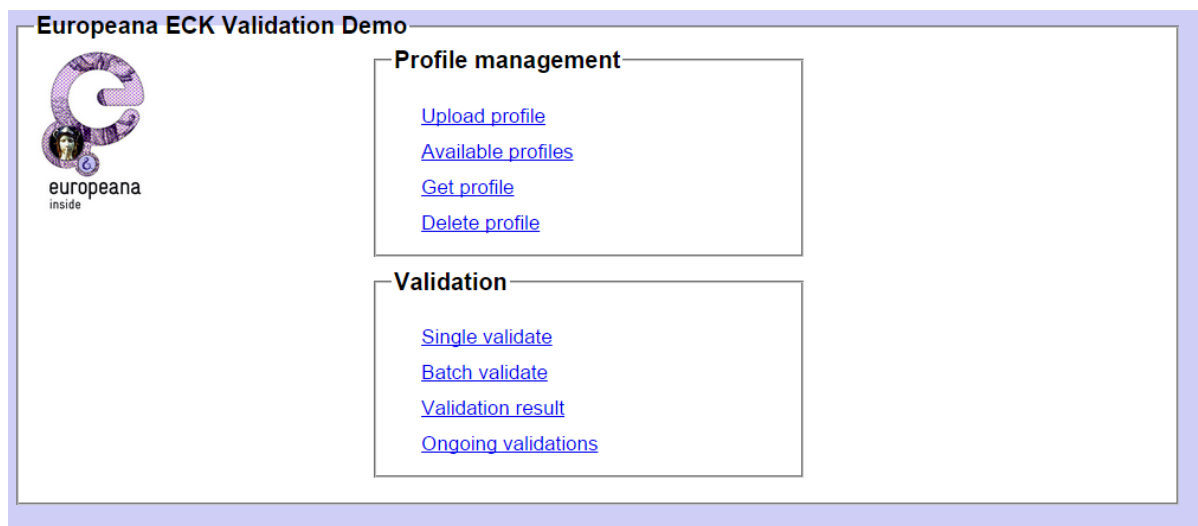 Europeana ECK Validation Demo
europeana
inside
Profile management
Upload profile
Available profiles
Get profile
Delete profile
Validation
Single validate
Batch validate
Validation result
Ongoing validations